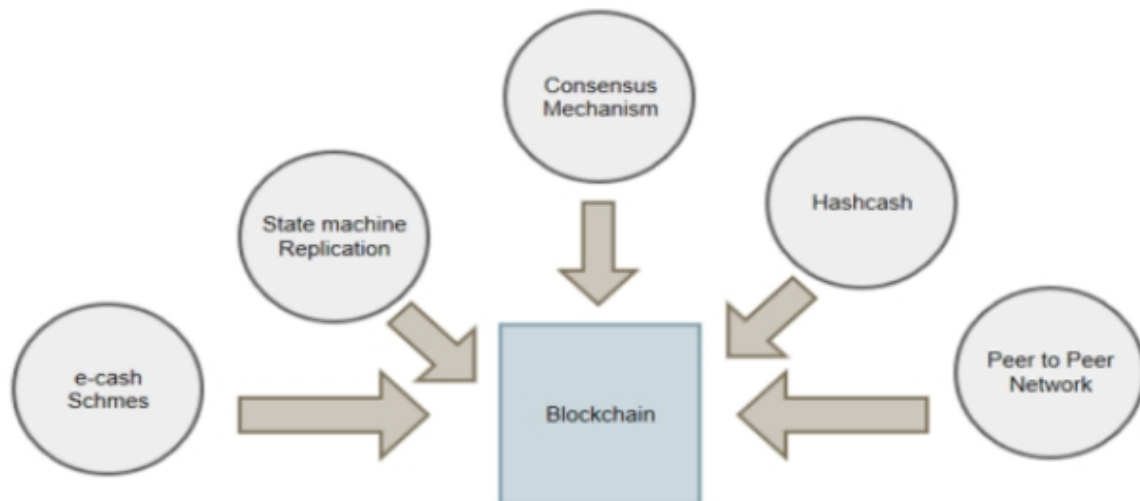 Consensus
Mechanism
Hashcash
State machine
Replication
Peer to Peer
Network
e-cash
Schmes
Blockchain